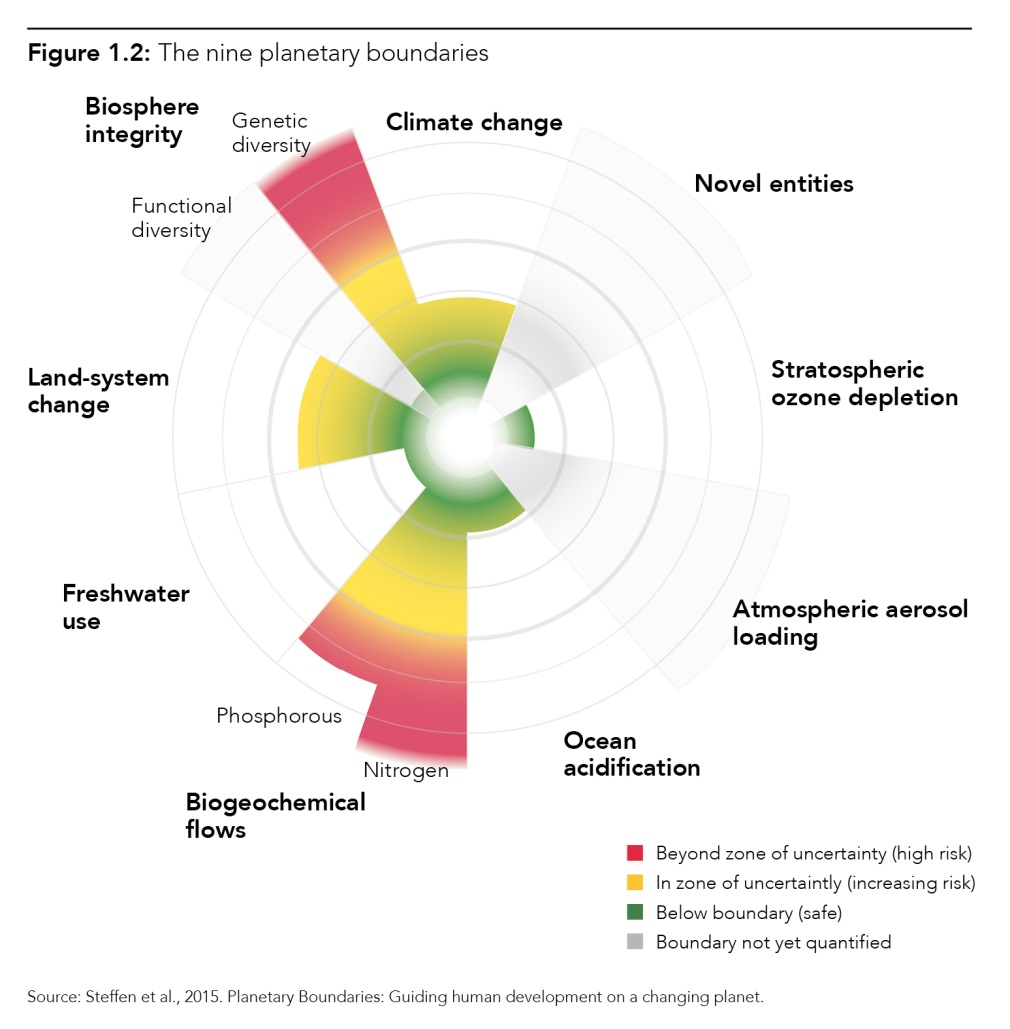 Figure 1.2: The nine planetary boundaries
Biosphere
integrity
Genetic
diversity
Climate change
Novel entities
Functional
diversity
Land-system
change
Stratospheric
ozone depletion
Freshwater
use
Atmospheric aerosol
loading
Phosphorous
Nitrogen
Ocean
acidification
Biogeochemical
flows
Beyond zone of uncertainty (high risk)
In zone of uncertaintly (increasing risk)
Below boundary (safe)
Boundary not yet quantified
Source: Steffen et al., 2015. Planetary Boundaries: Guiding human development on a changing planet.